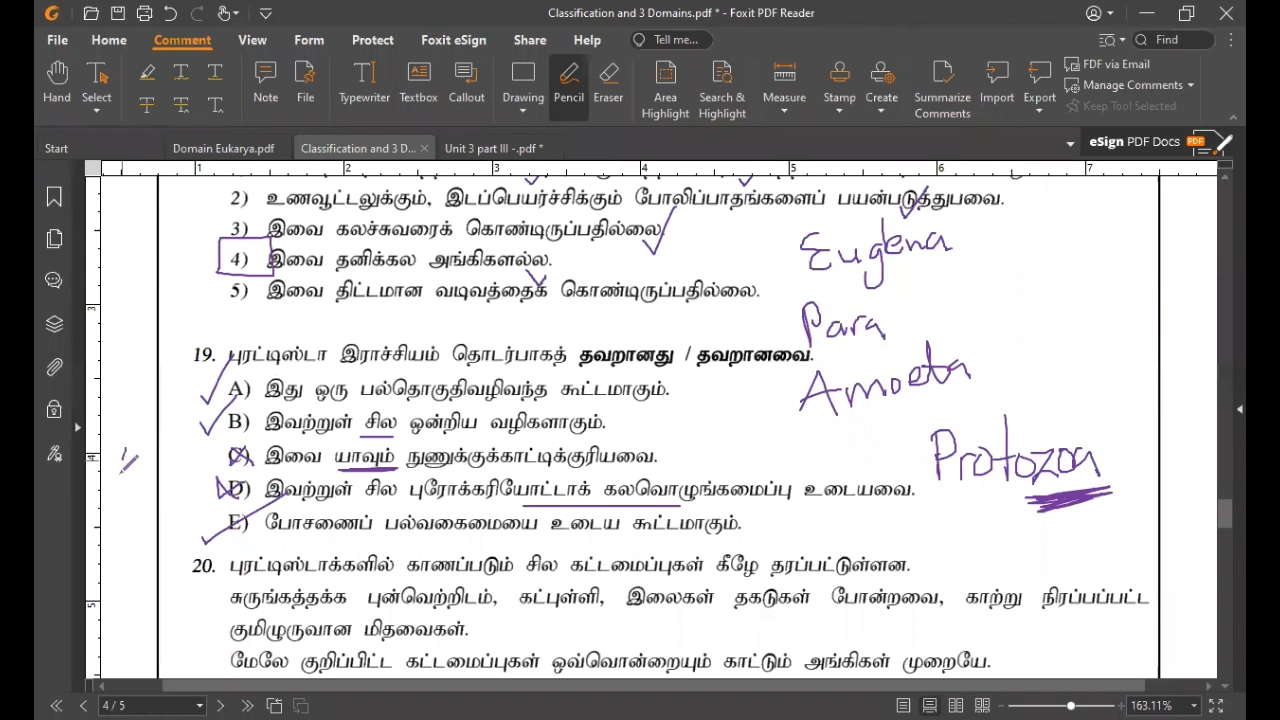 Classification and 3 Domains.pdf * - Foxit PDF Reader
File Home Comment View Form Protect Foxit eSign Share Help Tell me... Find
Hand Select Note File Typewriter Textbox Callout Drawing Pencil Eraser Area Highlight Search & Highlight Measure Stamp Create Summarize Comments Import Export PDF via Email
Manage Comments
Keep Tool Selected
Start Domain Eukarya.pdf Classification and 3 D... Unit 3 part III -.pdf * eSign PDF Docs
1 2 3 4 5 6 7
2) உணவூட்டலுக்கும், இடப்பெயர்ச்சிக்கும் போலிப்பாதங்களைப் பயன்படுத்துபவை.
3) இவை கலச்சுவரைக் கொண்டிருப்பதில்லை.
Euglena
4) இவை தனிக்கல அங்கிகளல்ல.
5) இவை திட்டமான வடிவத்தைக் கொண்டிருப்பதில்லை.
Para
19. புரட்டிஸ்டா இராச்சியம் தொடர்பாகத் தவறானது / தவறானவை.
A) இது ஒரு பல்தொகுதிவழிவந்த கூட்டமாகும்.
Amoeba
B) இவற்றுள் சில ஒன்றிய வழிகளாகும்.
C) இவை யாவும் நுணுக்குக்காட்டிக்குரியவை.
Protozoa
D) இவற்றுள் சில புரோக்கரியோட்டாக் கலவொழுங்கமைப்பு உடையவை.
E) போசணைப் பல்வகைமையை உடைய கூட்டமாகும்.
20. புரட்டிஸ்டாக்களில் காணப்படும் சில கட்டமைப்புகள் கீழே தரப்பட்டுள்ளன.
சுருங்கத்தக்க புன்வெற்றிடம், கட்புள்ளி, இலைகள் தகடுகள் போன்றவை, காற்று நிரப்பப்பட்ட
குமிழுருவான மிதவைகள்.
மேலே குறிப்பிட்ட கட்டமைப்புகள் ஒவ்வொன்றையும் காட்டும் அங்கிகள் முறையே.
4 / 5 163.11%